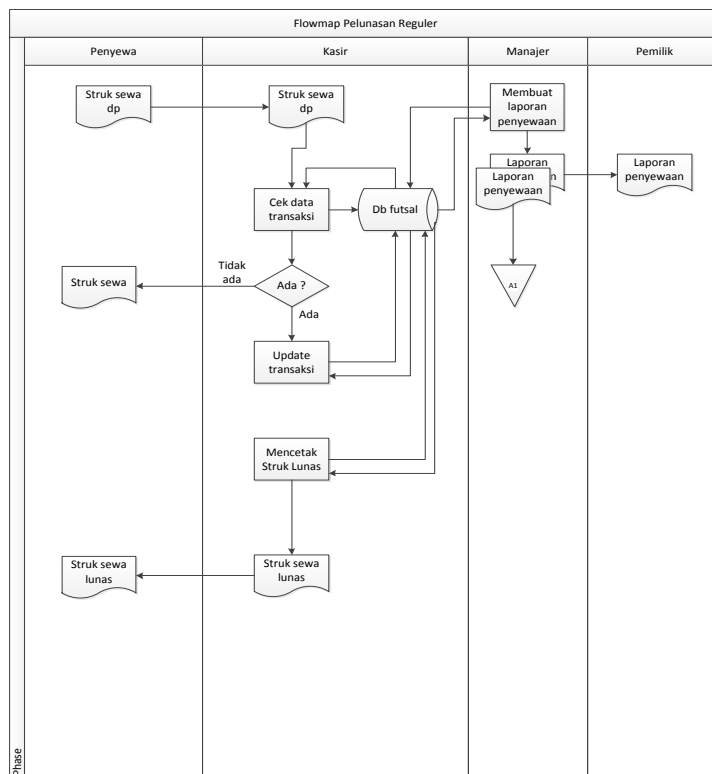 Flowmap Pelunasan Reguler
Penyewa
Kasir
Manajer
Pemilik
Struk sewa
dp
Struk sewa
dp
Membuat
laporan
penyewaan
Laporan
Laporan
penyewaan
Laporan
penyewaan
Cek data
transaksi
Db futsal
Tidak
ada
Struk sewa
Ada ?
A1
Ada
Update
transaksi
Mencetak
Struk Lunas
Struk sewa
lunas
Struk sewa
lunas
Phase